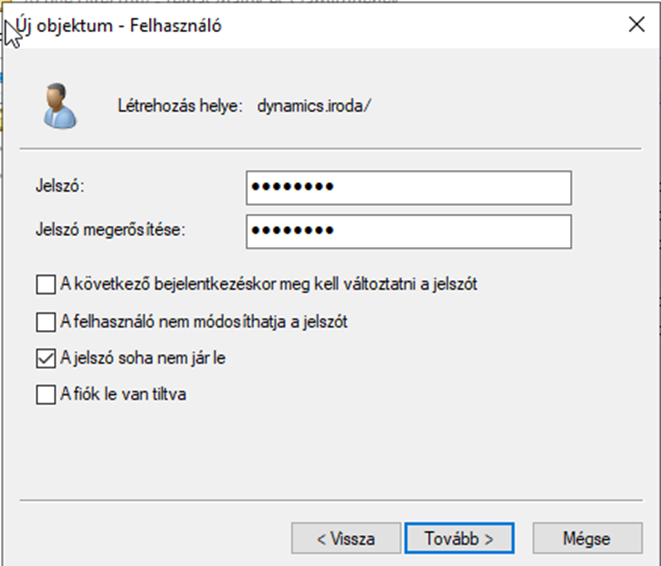 Új objektum - Felhasználó
Létrehozás helye: dynamics.iroda/
Jelszó: ••••••••
Jelszó megerősítése: ••••••••
A következő bejelentkezéskor meg kell változtatni a jelszót
A felhasználó nem módosíthatja a jelszót
A jelszó soha nem jár le
A fiók le van tiltva
< Vissza Tovább > Mégse